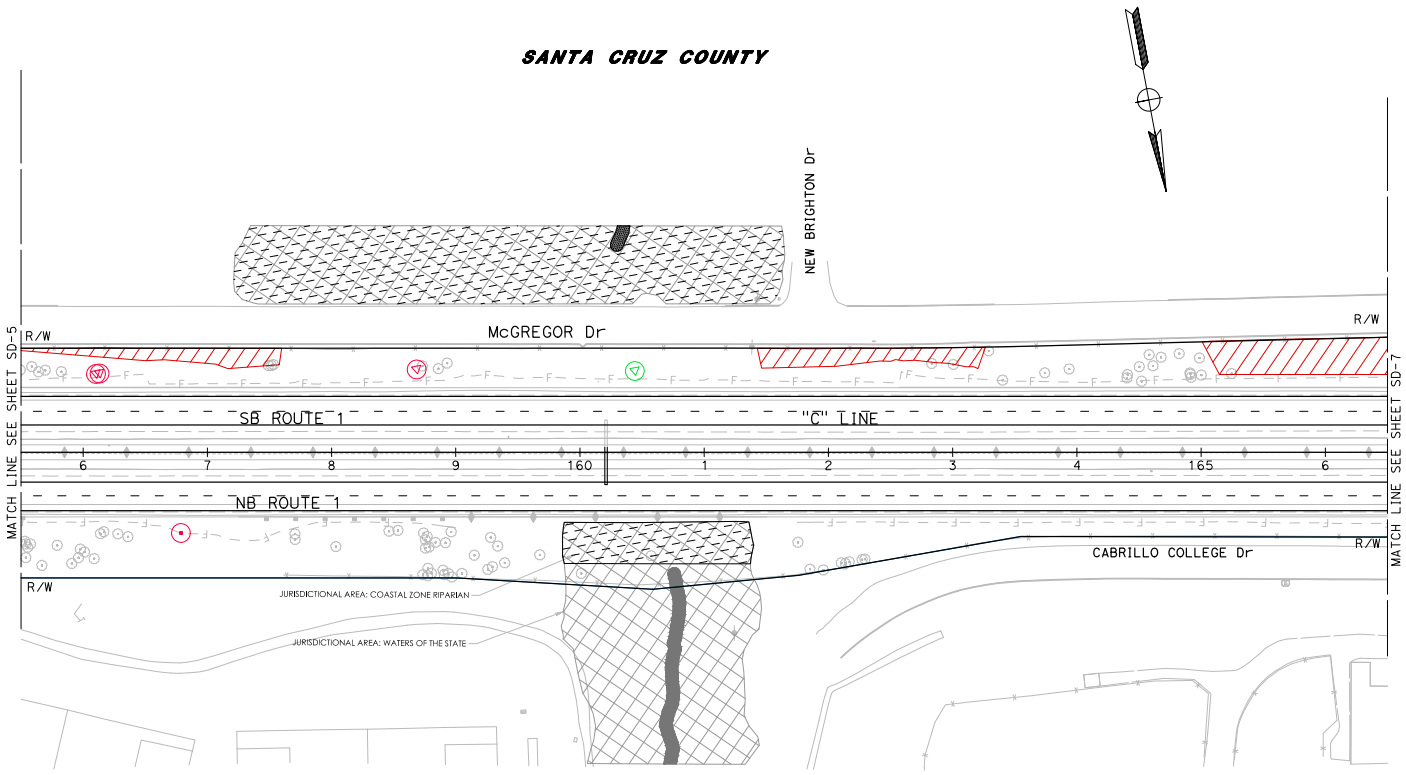 SANTA CRUZ COUNTY
NEW BRIGHTON Dr
McGREGOR Dr
R/W
R/W
MATCH LINE SEE SHEET SD-5
MATCH LINE SEE SHEET SD-7
F F F F F F F F F F
SB ROUTE 1
"C" LINE
6 7 8 9 160 1 2 3 4 165 6
NB ROUTE 1
CABRILLO COLLEGE Dr
R/W
R/W
JURISDICTIONAL AREA: COASTAL ZONE RIPARIAN
JURISDICTIONAL AREA: WATERS OF THE STATE